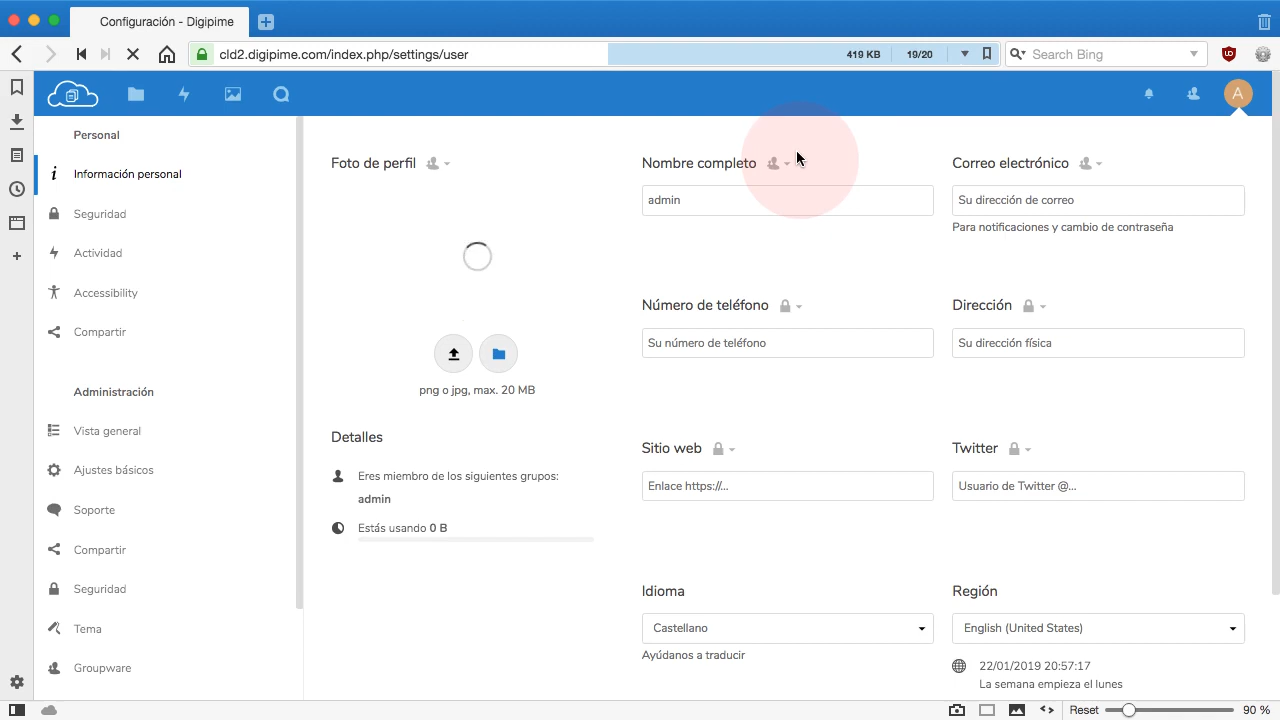 Configuración - Digipime
cld2.digipime.com/index.php/settings/user
419 KB
19/20
Search Bing
A
Personal
Información personal
Seguridad
Actividad
Accessibility
Compartir
Administración
Vista general
Ajustes básicos
Soporte
Compartir
Seguridad
Tema
Groupware
Foto de perfil
png o jpg, max. 20 MB
Detalles
Eres miembro de los siguientes grupos:
admin
Estás usando 0 B
Nombre completo
admin
Correo electrónico
Su dirección de correo
Para notificaciones y cambio de contraseña
Número de teléfono
Su número de teléfono
Dirección
Su dirección física
Sitio web
Enlace https://...
Twitter
Usuario de Twitter @...
Idioma
Castellano
Ayúdanos a traducir
Región
English (United States)
22/01/2019 20:57:17
La semana empieza el lunes
Reset
90 %